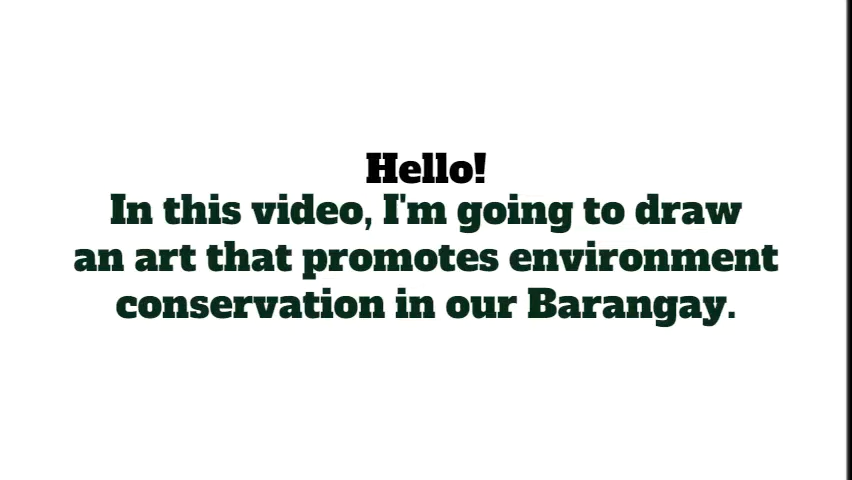 Hello!
In this video, I'm going to draw
an art that promotes environment
conservation in our Barangay.